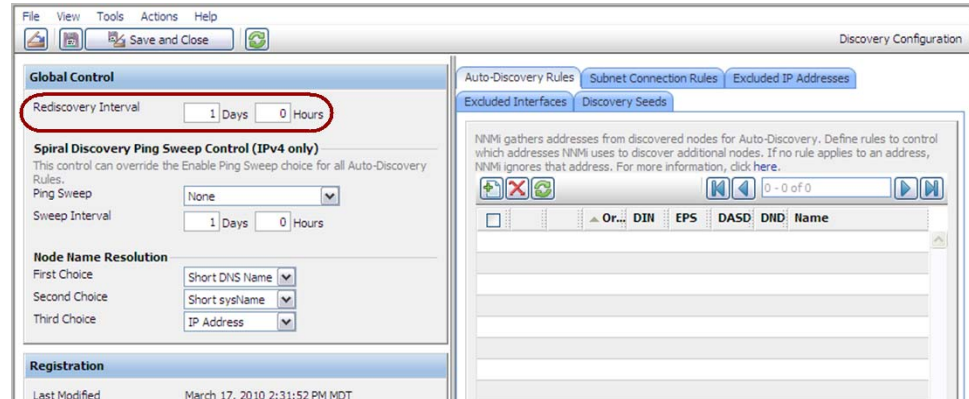 File View Tools Actions Help
Save and Close
Discovery Configuration
Global Control
Rediscovery Interval 1 Days 0 Hours
Spiral Discovery Ping Sweep Control (IPv4 only)
This control can override the Enable Ping Sweep choice for all Auto-Discovery
Rules.
Ping Sweep None
Sweep Interval 1 Days 0 Hours
Node Name Resolution
First Choice Short DNS Name
Second Choice Short sysName
Third Choice IP Address
Registration
Last Modified March 17, 2010 2:31:52 PM MDT
Auto-Discovery Rules Subnet Connection Rules Excluded IP Addresses
Excluded Interfaces Discovery Seeds
NNMi gathers addresses from discovered nodes for Auto-Discovery. Define rules to control
which addresses NNMi uses to discover additional nodes. If no rule applies to an address,
NNMi ignores that address. For more information, click here.
0 - 0 of 0
Or... DIN EPS DASD DND Name